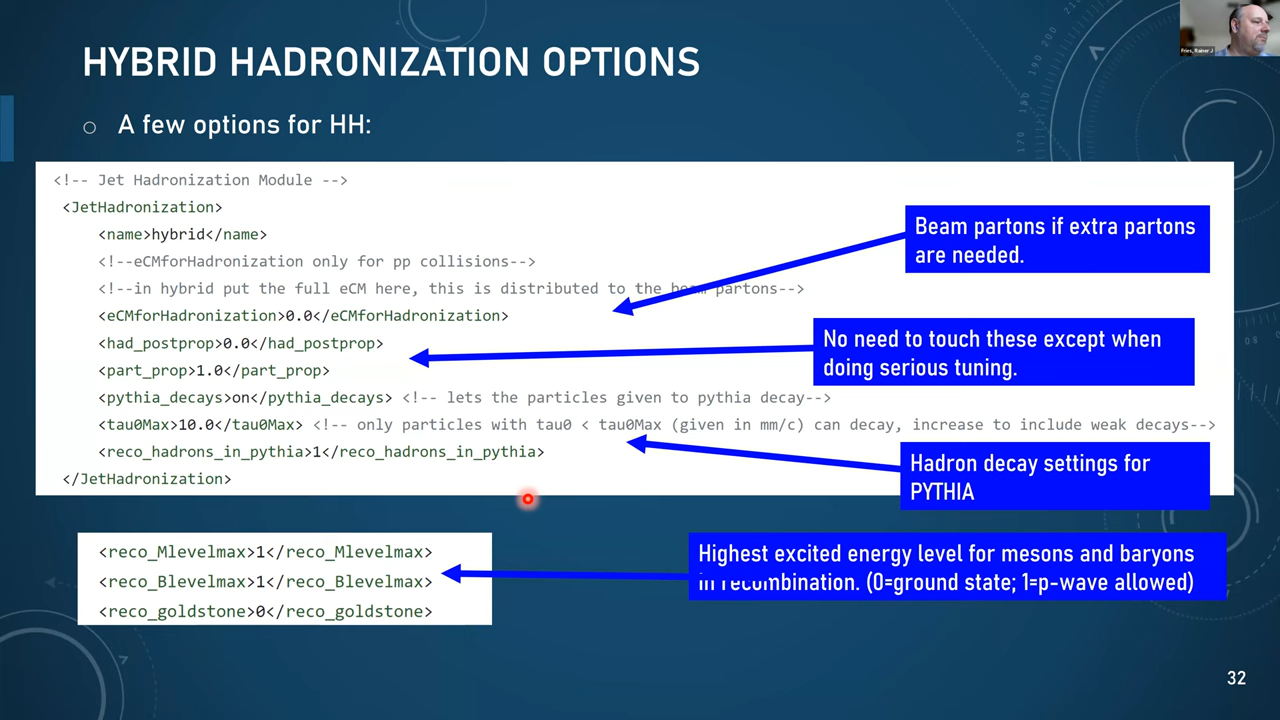 HYBRID HADRONIZATION OPTIONS
Fries, Rainer J
A few options for HH:
<!-- Jet Hadronization Module -->
<JetHadronization>
<name>hybrid</name>
<!--eCMforHadronization only for pp collisions-->
<!--in hybrid put the full eCM here, this is distributed to the beam partons-->
<eCMforHadronization>0.0</eCMforHadronization>
<had_postprop>0.0</had_postprop>
<part_prop>1.0</part_prop>
<pythia_decays>on</pythia_decays> <!-- lets the particles given to pythia decay-->
<tau0Max>10.0</tau0Max> <!-- only particles with tau0 < tau0Max (given in mm/c) can decay, increase to include weak decays-->
<reco_hadrons_in_pythia>1</reco_hadrons_in_pythia>
</JetHadronization>
Beam partons if extra partons
are needed.
No need to touch these except when
doing serious tuning.
Hadron decay settings for
PYTHIA
<reco_Mlevelmax>1</reco_Mlevelmax>
<reco_Blevelmax>1</reco_Blevelmax>
<reco_goldstone>0</reco_goldstone>
Highest excited energy level for mesons and baryons
in recombination. (0=ground state; 1=p-wave allowed)
32